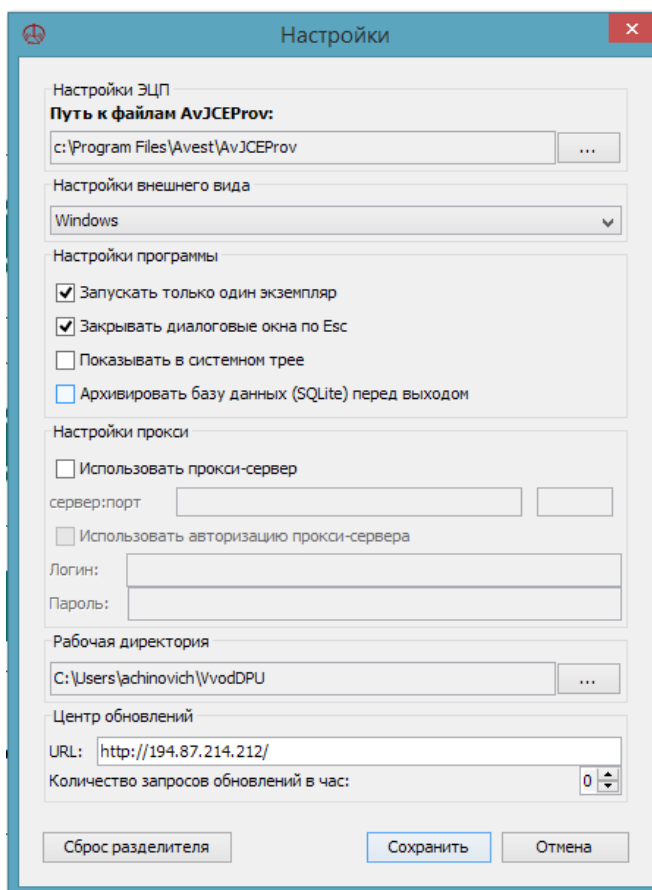 Настройки
Настройки ЭЦП
Путь к файлам AvJCEProv:
c:\Program Files\Avest\AvJCEProv ...
Настройки внешнего вида
Windows
Настройки программы
Запускать только один экземпляр
Закрывать диалоговые окна по Esc
Показывать в системном трее
Архивировать базу данных (SQLite) перед выходом
Настройки прокси
Использовать прокси-сервер
сервер:порт
Использовать авторизацию прокси-сервера
Логин:
Пароль:
Рабочая директория
C:\Users\achinovich\VvodDPU ...
Центр обновлений
URL: http://194.87.214.212/
Количество запросов обновлений в час: 0
Сброс разделителя Сохранить Отмена